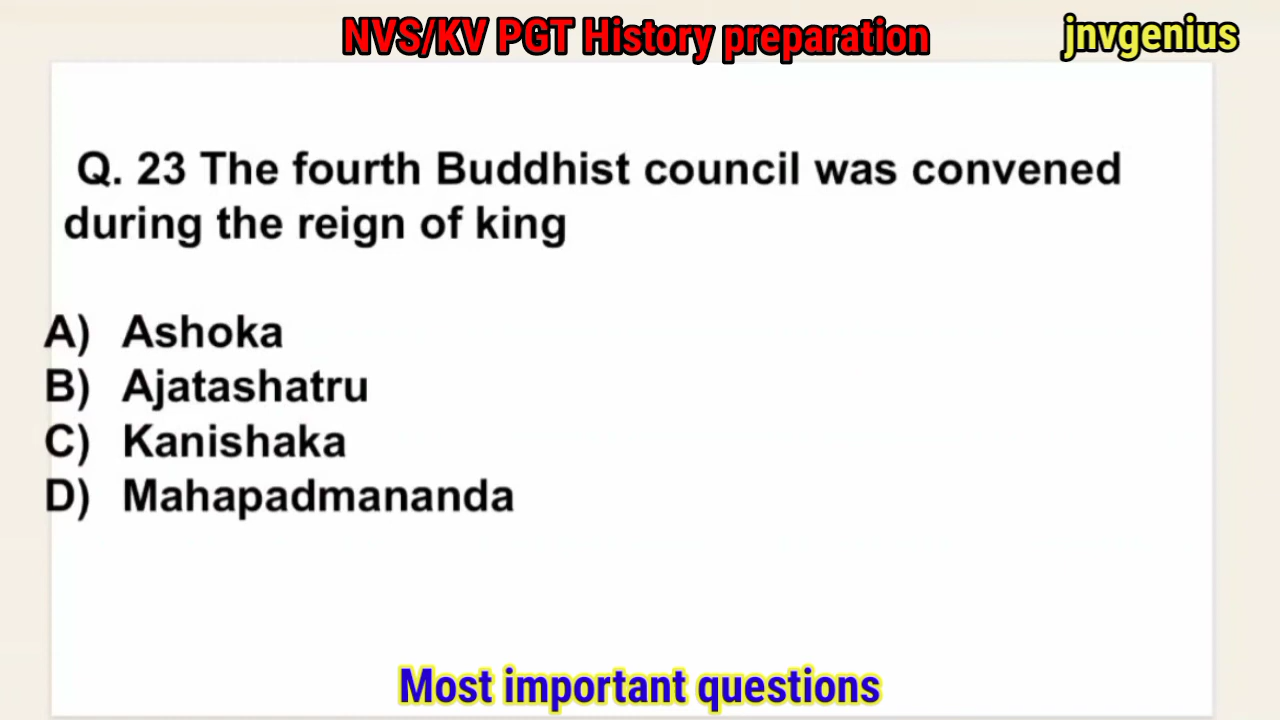 NVS/KV PGT History preparation
jnvgenius
Q. 23 The fourth Buddhist council was convened
during the reign of king
A) Ashoka
B) Ajatashatru
C) Kanishaka
D) Mahapadmananda
Most important questions